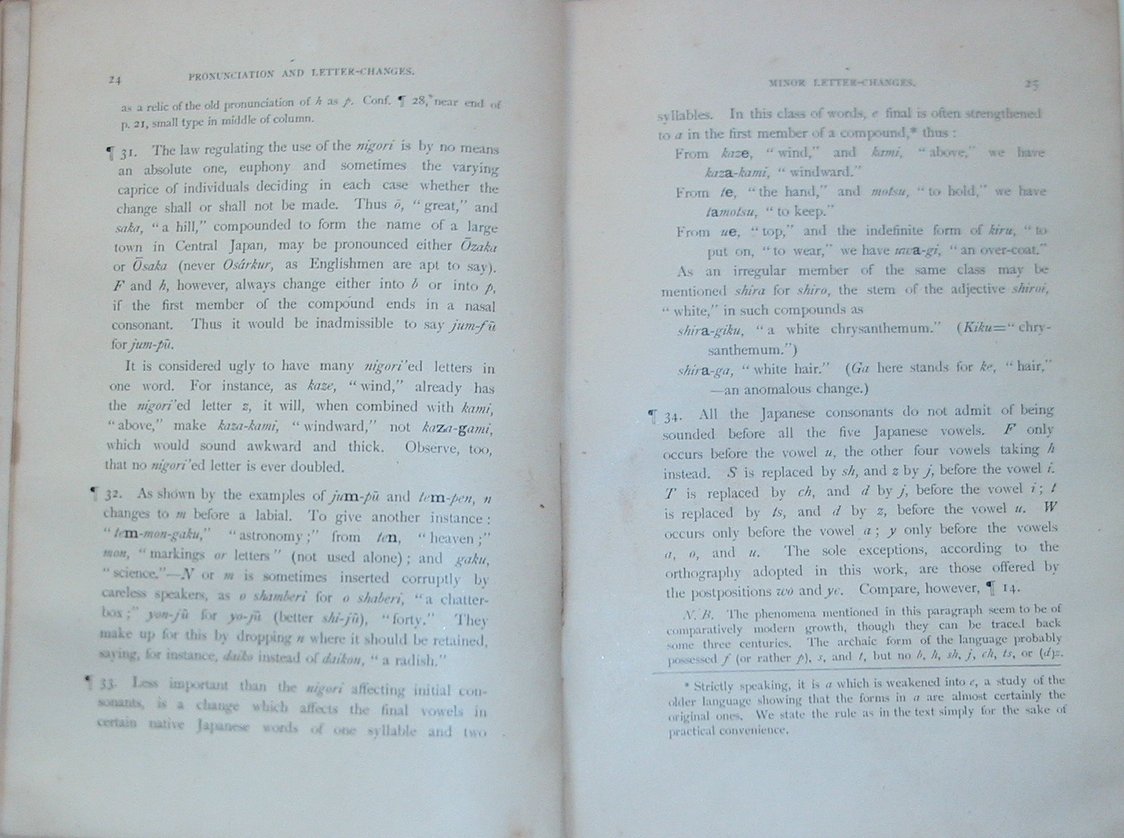 24 PRONUNCIATION AND LETTER-CHANGES.
as a relic of the old pronunciation of h as p. Conf. ¶ 28, near end of
p. 21, small type in middle of column.
¶ 31. The law regulating the use of the nigori is by no means
an absolute one, euphony and sometimes the varying
caprice of individuals deciding in each case whether the
change shall or shall not be made. Thus ō, “great,” and
saka, “a hill,” compounded to form the name of a large
town in Central Japan, may be pronounced either Ōzaka
or Ōsaka (never Osárkur, as Englishmen are apt to say).
F and h, however, always change either into b or into p,
if the first member of the compound ends in a nasal
consonant. Thus it would be inadmissible to say jum-fū
for jum-pū.
It is considered ugly to have many nigori'ed letters in
one word. For instance, as kaze, “wind,” already has
the nigori'ed letter z, it will, when combined with kami,
“above,” make kaza-kami, “windward,” not kaza-gami,
which would sound awkward and thick. Observe, too,
that no nigori'ed letter is ever doubled.
¶ 32. As shown by the examples of jum-pū and tem-pen, n
changes to m before a labial. To give another instance:
“tem-mon-gaku,” “astronomy;” from ten, “heaven;”
mon, “markings or letters” (not used alone); and gaku,
“science.”—N or m is sometimes inserted corruptly by
careless speakers, as o shamberi for o shaberi, “a chatter-
box;” yon-jū for yo-jū (better shi-jū), “forty.” They
make up for this by dropping n where it should be retained,
saying, for instance, daiko instead of daikon, “a radish.”
¶ 33. Less important than the nigori affecting initial con-
sonants, is a change which affects the final vowels in
certain native Japanese words of one syllable and two
MINOR LETTER-CHANGES. 25
syllables. In this class of words, e final is often strengthened
to a in the first member of a compound,* thus:
From kaze, “wind,” and kami, “above,” we have
kaza-kami, “windward.”
From te, “the hand,” and motsu, “to hold,” we have
tamotsu, “to keep.”
From ue, “top,” and the indefinite form of kiru, “to
put on, “to wear,” we have uwa-gi, “an over-coat.”
As an irregular member of the same class may be
mentioned shira for shiro, the stem of the adjective shiroi,
“white,” in such compounds as
shira-giku, “a white chrysanthemum.” (Kiku=“chry-
santhemum.”)
shira-ga, “white hair.” (Ga here stands for ke, “hair,”
—an anomalous change.)
¶ 34. All the Japanese consonants do not admit of being
sounded before all the five Japanese vowels. F only
occurs before the vowel u, the other four vowels taking h
instead. S is replaced by sh, and z by j, before the vowel i.
T is replaced by ch, and d by j, before the vowel i; t
is replaced by ts, and d by z, before the vowel u. W
occurs only before the vowel a; y only before the vowels
a, o, and u. The sole exceptions, according to the
orthography adopted in this work, are those offered by
the postpositions wo and ye. Compare, however, ¶ 14.
N. B. The phenomena mentioned in this paragraph seem to be of
comparatively modern growth, though they can be traced back
some three centuries. The archaic form of the language probably
possessed f (or rather p), s, and t, but no b, h, sh, j, ch, ts, or (d)z.
* Strictly speaking, it is a which is weakened into e, a study of the
older language showing that the forms in a are almost certainly the
original ones. We state the rule as in the text simply for the sake of
practical convenience.